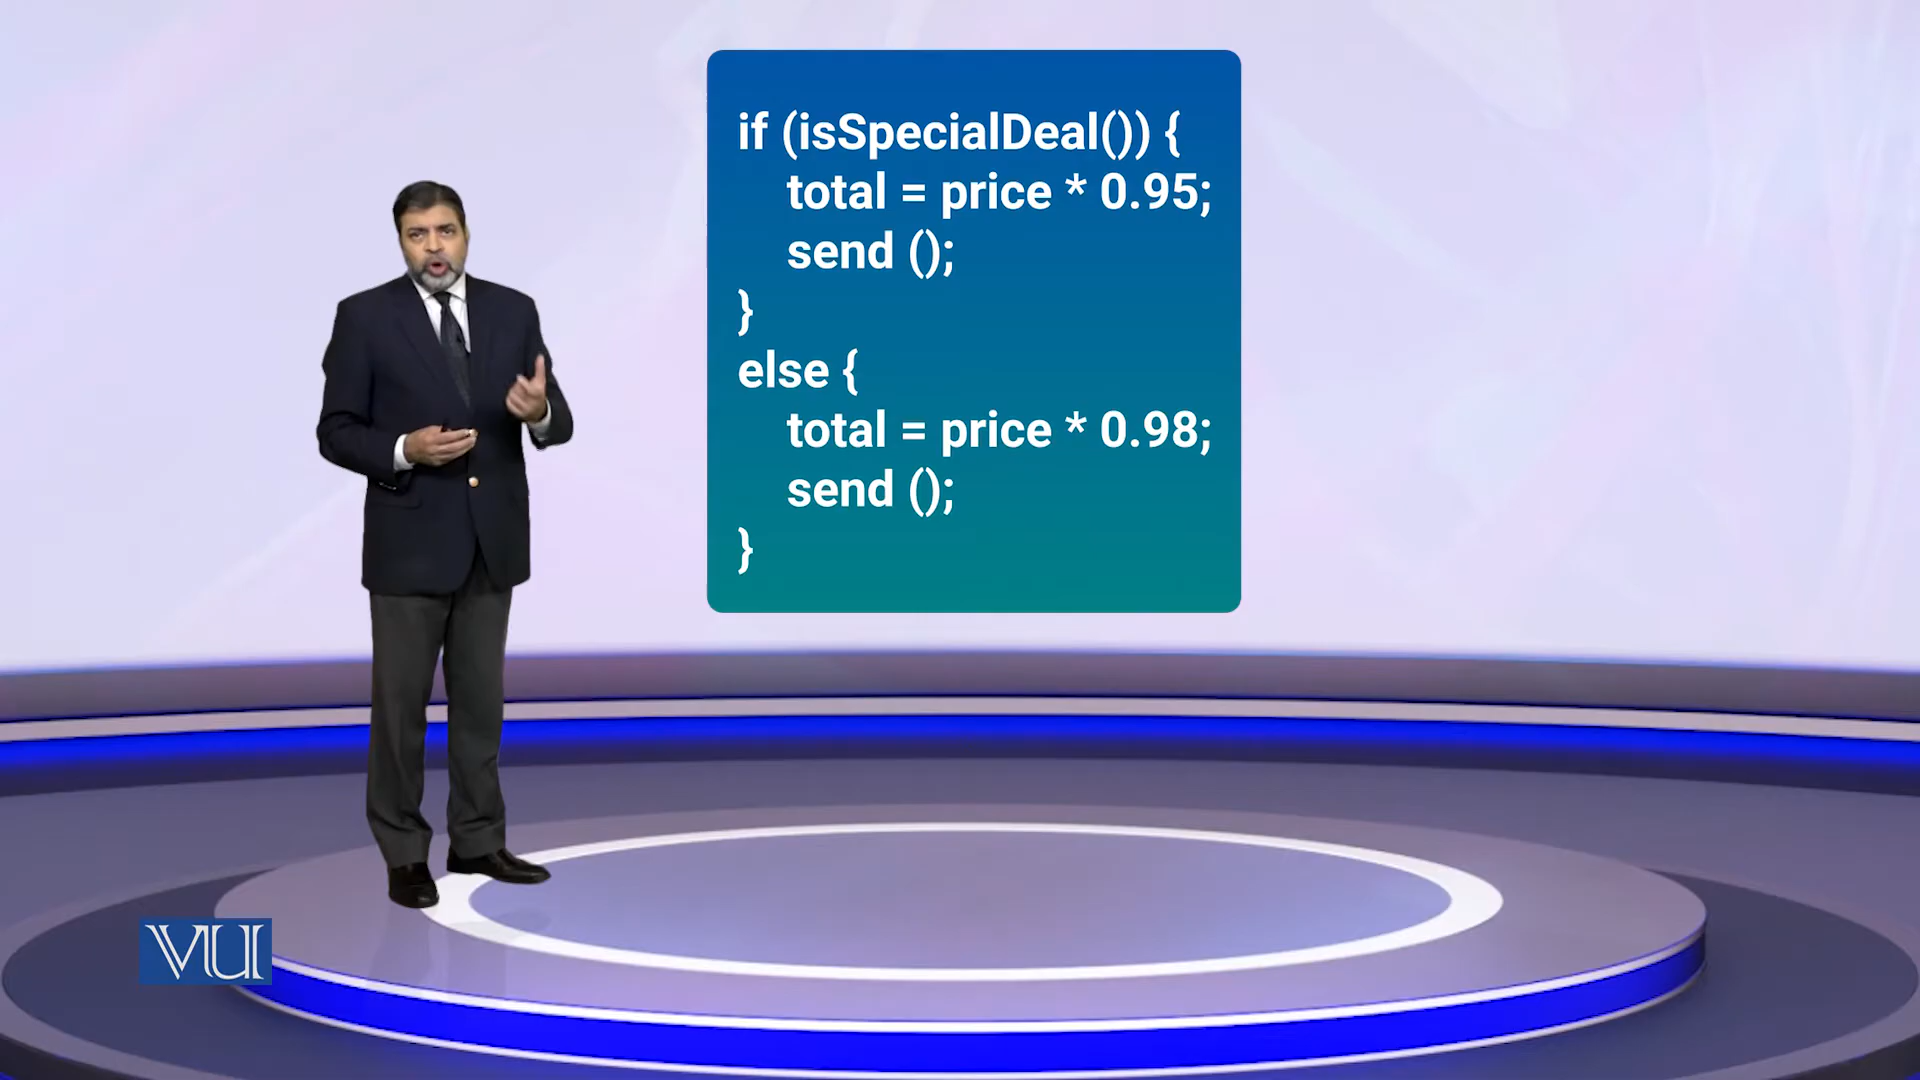 if (isSpecialDeal()) {
total = price * 0.95;
send ();
}
else {
total = price * 0.98;
send ();
}
VU